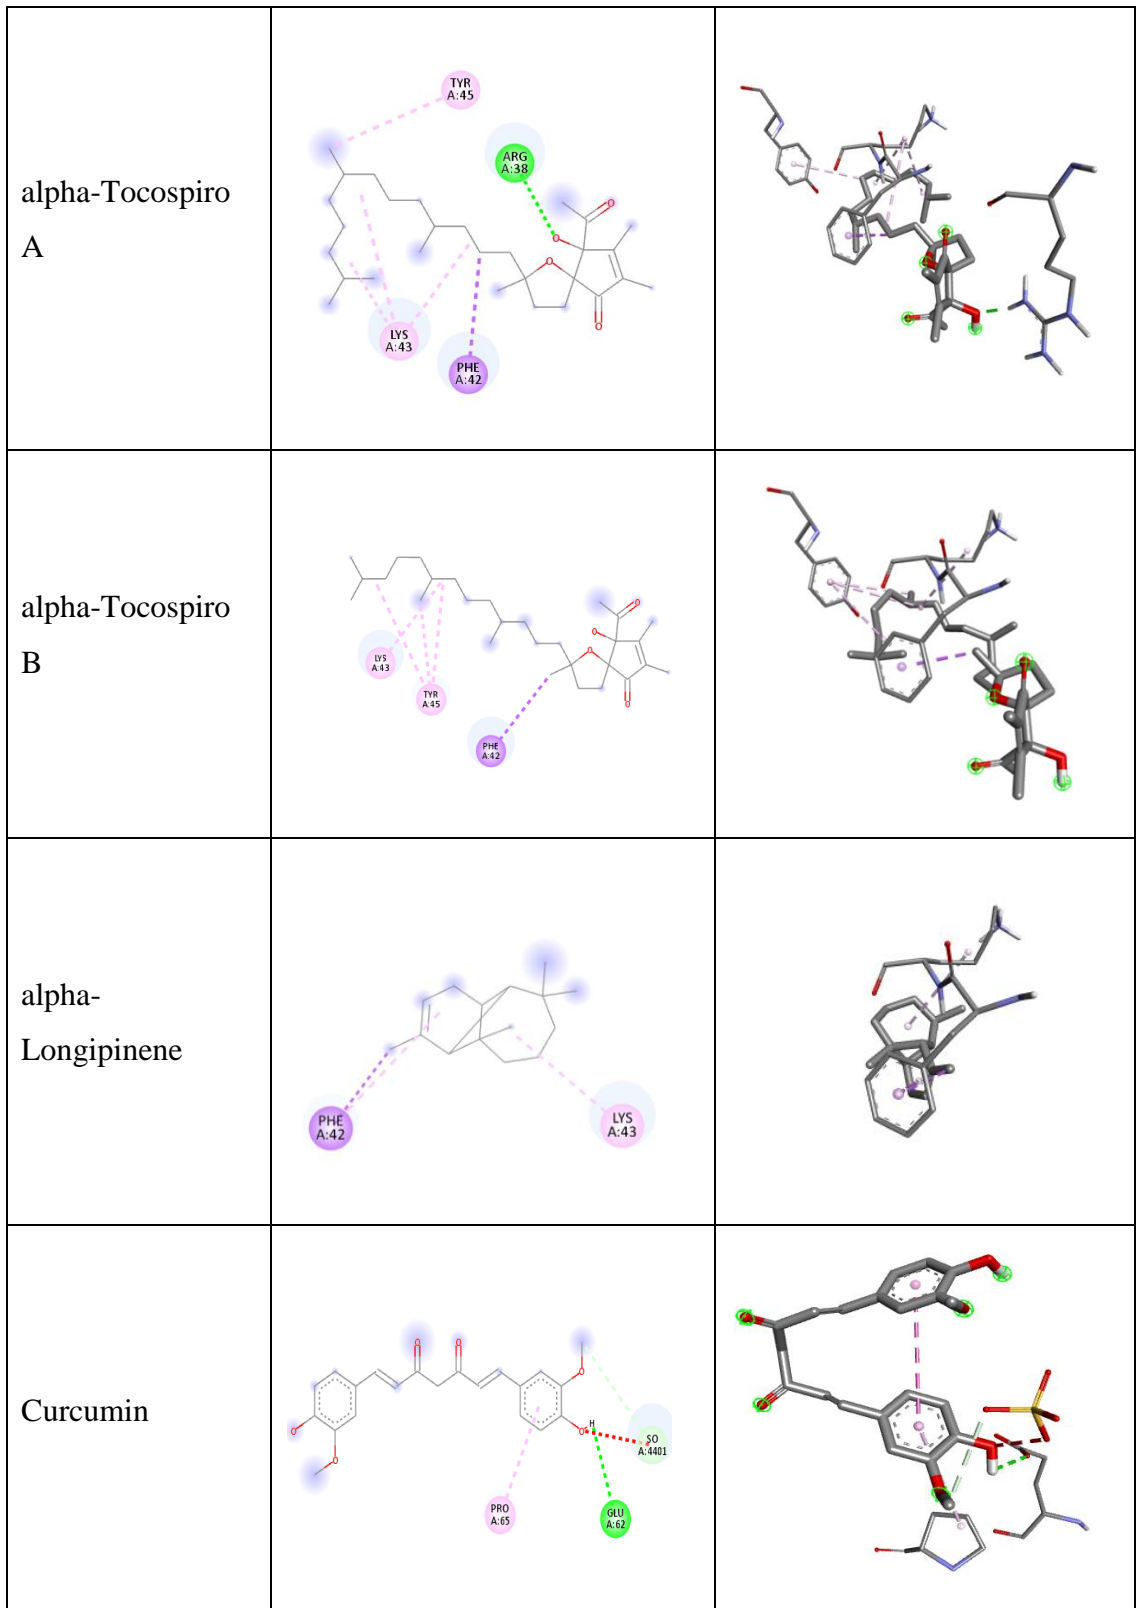 alpha-Tocospiro
A
TYR
A:45
ARG
A:38
O
O
O
O
LYS
A:43
PHE
A:42
alpha-Tocospiro
B
O
O
O
O
LYS
A:43
TYR
A:45
PHE
A:42
alpha-
Longipinene
PHE
A:42
LYS
A:43
Curcumin
O
O
O
O
H
O
O
SO
A:4401
PRO
A:65
GLU
A:62